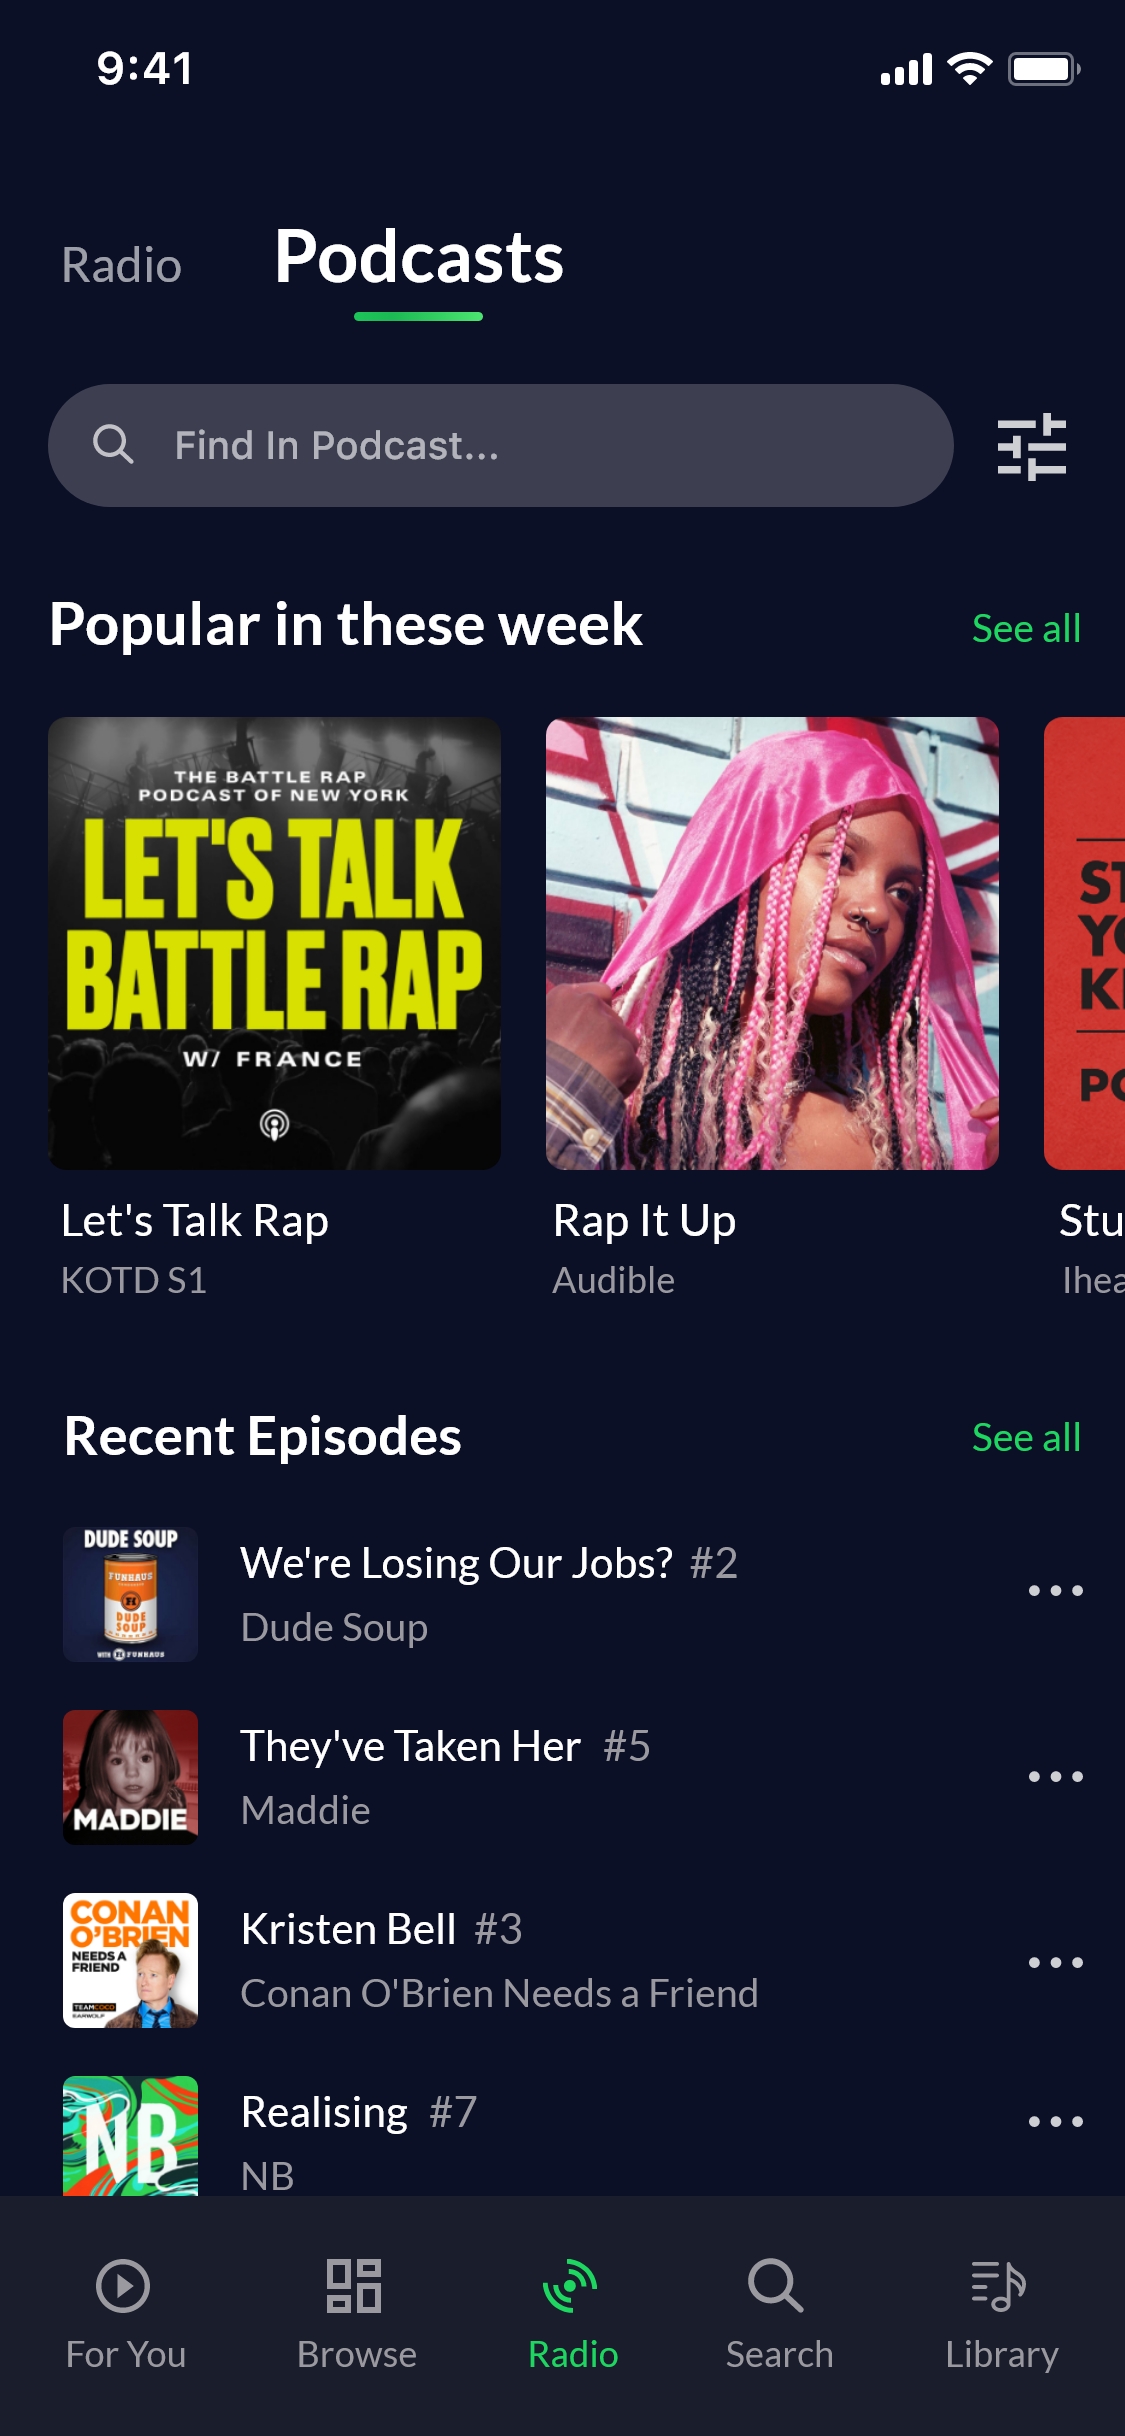 9:41
Radio
Podcasts
Find In Podcast...
Popular in these week
See all
THE BATTLE RAP
PODCAST OF NEW YORK
LET'S TALK
BATTLE RAP
W/ FRANCE
ST
YO
PO
Let's Talk Rap
KOTD S1
Rap It Up
Audible
Stu
Ihea
Recent Episodes
See all
DUDE SOUP
FUNHAUS
DUDE
SOUP
WITH FUNHAUS
We're Losing Our Jobs? #2
Dude Soup
MADDIE
They've Taken Her #5
Maddie
CONAN
O'BRIEN
NEEDS A
FRIEND
TEAMCOCO
EARWOLF
Kristen Bell #3
Conan O'Brien Needs a Friend
NB
Realising #7
NB
For You
Browse
Radio
Search
Library